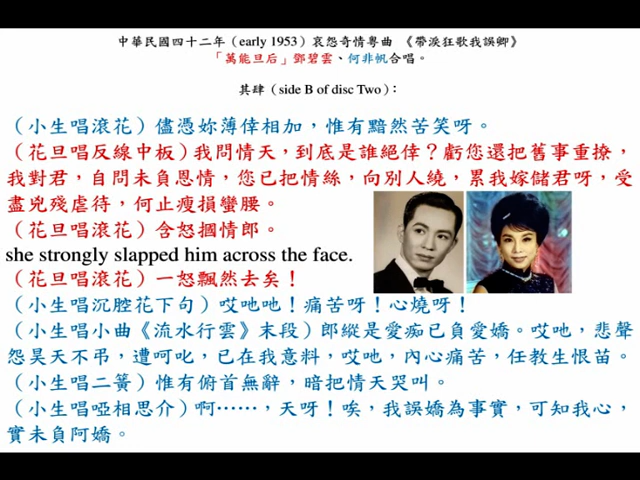 中華民國四十二年（early 1953）哀怨奇情粵曲 《帶淚狂歌我誤卿》
「萬能旦后」鄧碧雲、何非帆合唱。
其肆（side B of disc Two）：
（小生唱滾花）儘憑妳薄倖相加，惟有黯然苦笑呀。
（花旦唱反線中板）我問情天，到底是誰絕倖？虧您還把舊事重撩，
我對君，自問未負恩情，您已把情絲，向別人繞，累我嫁儲君呀，受
盡兇殘虐待，何止瘦損蠻腰。
（花旦唱滾花）含怒摑情郎。
she strongly slapped him across the face.
（花旦唱滾花）一怒飄然去矣！
（小生唱沉腔花下句）哎吔吔！痛苦呀！心燒呀！
（小生唱小曲《流水行雲》末段）郎縱是愛痴已負愛嬌。哎吔，悲聲
怨昊天不弔，遭呵叱，已在我意料，哎吔，內心痛苦，任教生恨苗。
（小生唱二簧）惟有俯首無辭，暗把情天哭叫。
（小生唱啞相思介）啊⋯⋯，天呀！唉，我誤嬌為事實，可知我心，
實未負阿嬌。